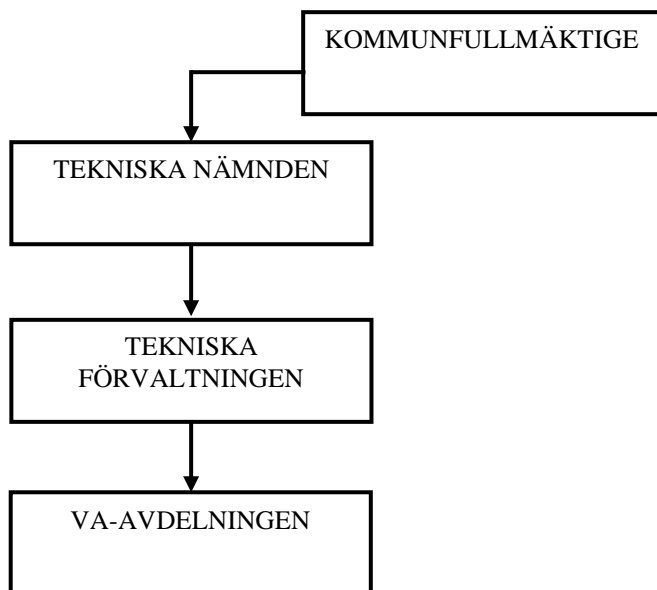 KOMMUNFULLMÄKTIGE
TEKNISKA NÄMNDEN
TEKNISKA
FÖRVALTNINGEN
VA-AVDELNINGEN